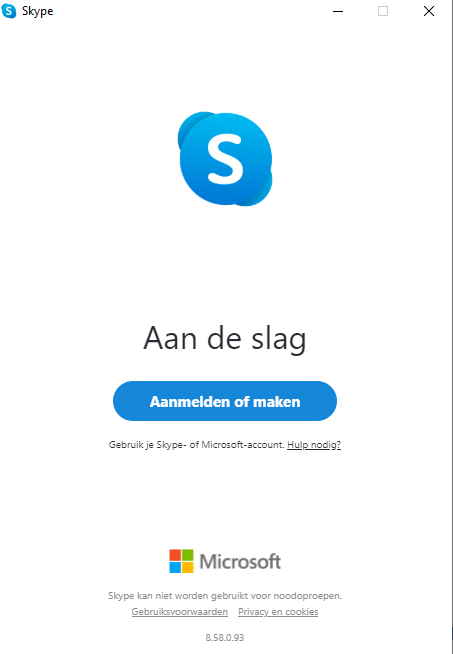 Skype
S
Aan de slag
Aanmelden of maken
Gebruik je Skype- of Microsoft-account. Hulp nodig?
Microsoft
Skype kan niet worden gebruikt voor noodoproepen.
Gebruiksvoorwaarden Privacy en cookies
8.58.0.93